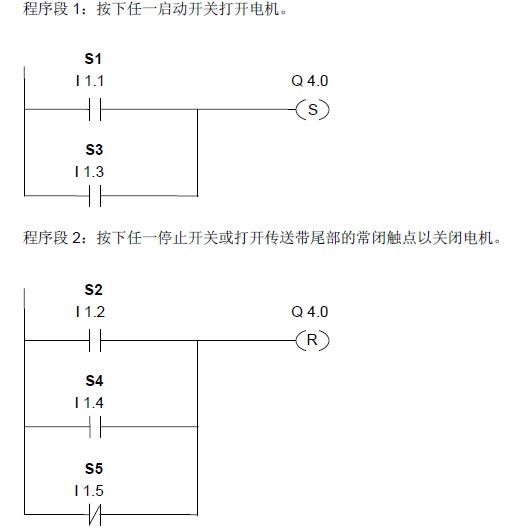 程序段 1：按下任一启动开关打开电机。
S1
I 1.1 Q 4.0
S
S3
I 1.3
程序段 2：按下任一停止开关或打开传送带尾部的常闭触点以关闭电机。
S2
I 1.2 Q 4.0
R
S4
I 1.4
S5
I 1.5